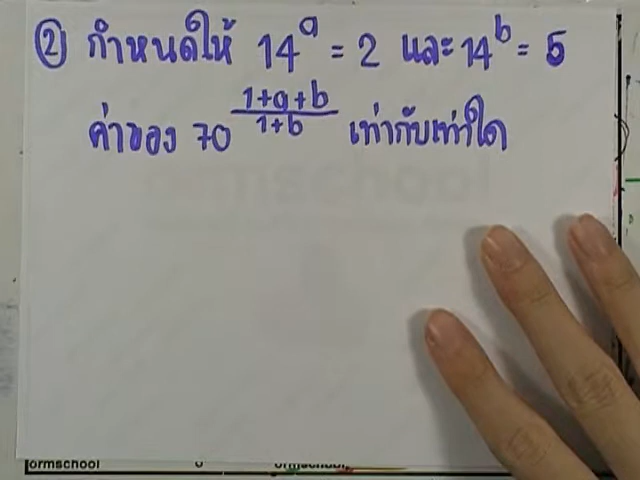 ② กำหนดให้ 14^a = 2 และ 14^b = 5
ค่าของ 70^((1+a+b)/(1+b)) เท่ากับเท่าใด
ormschool